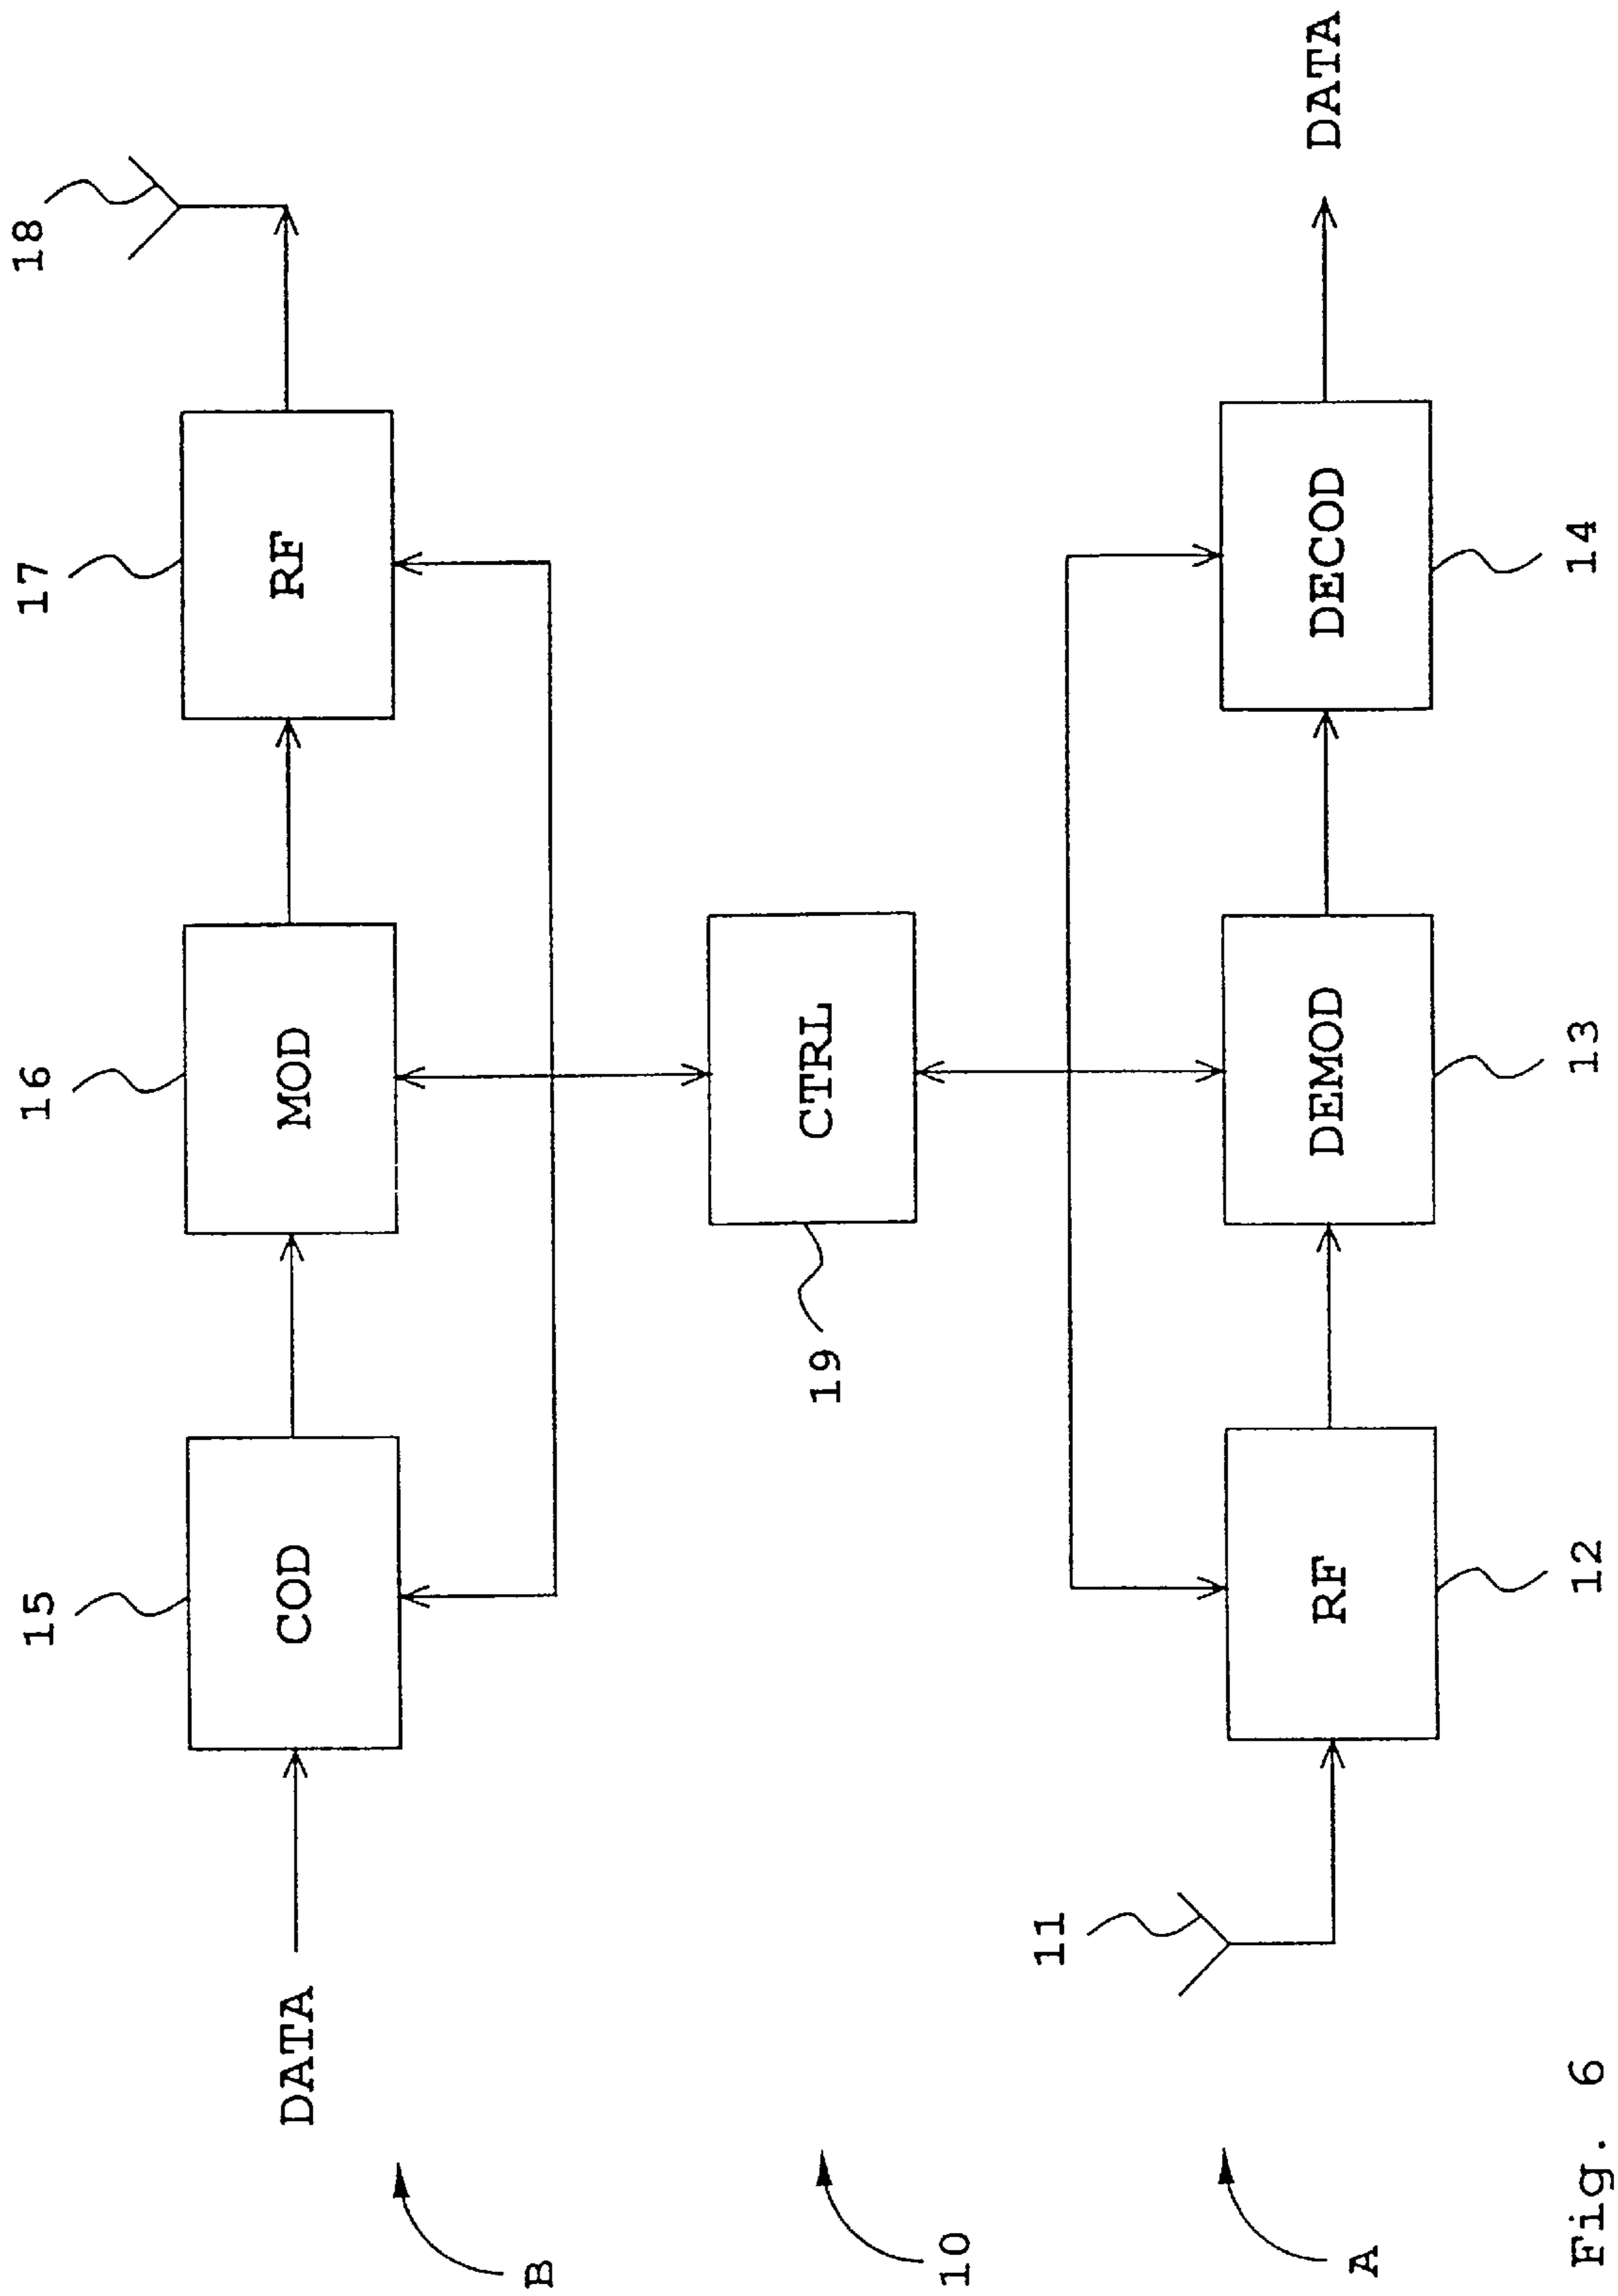 18
17
16
15
RF
MOD
COD
DATA
B
CTRL
19
10
11
DATA
DECOD
DEMOD
RF
14
13
12
A
Fig. 6